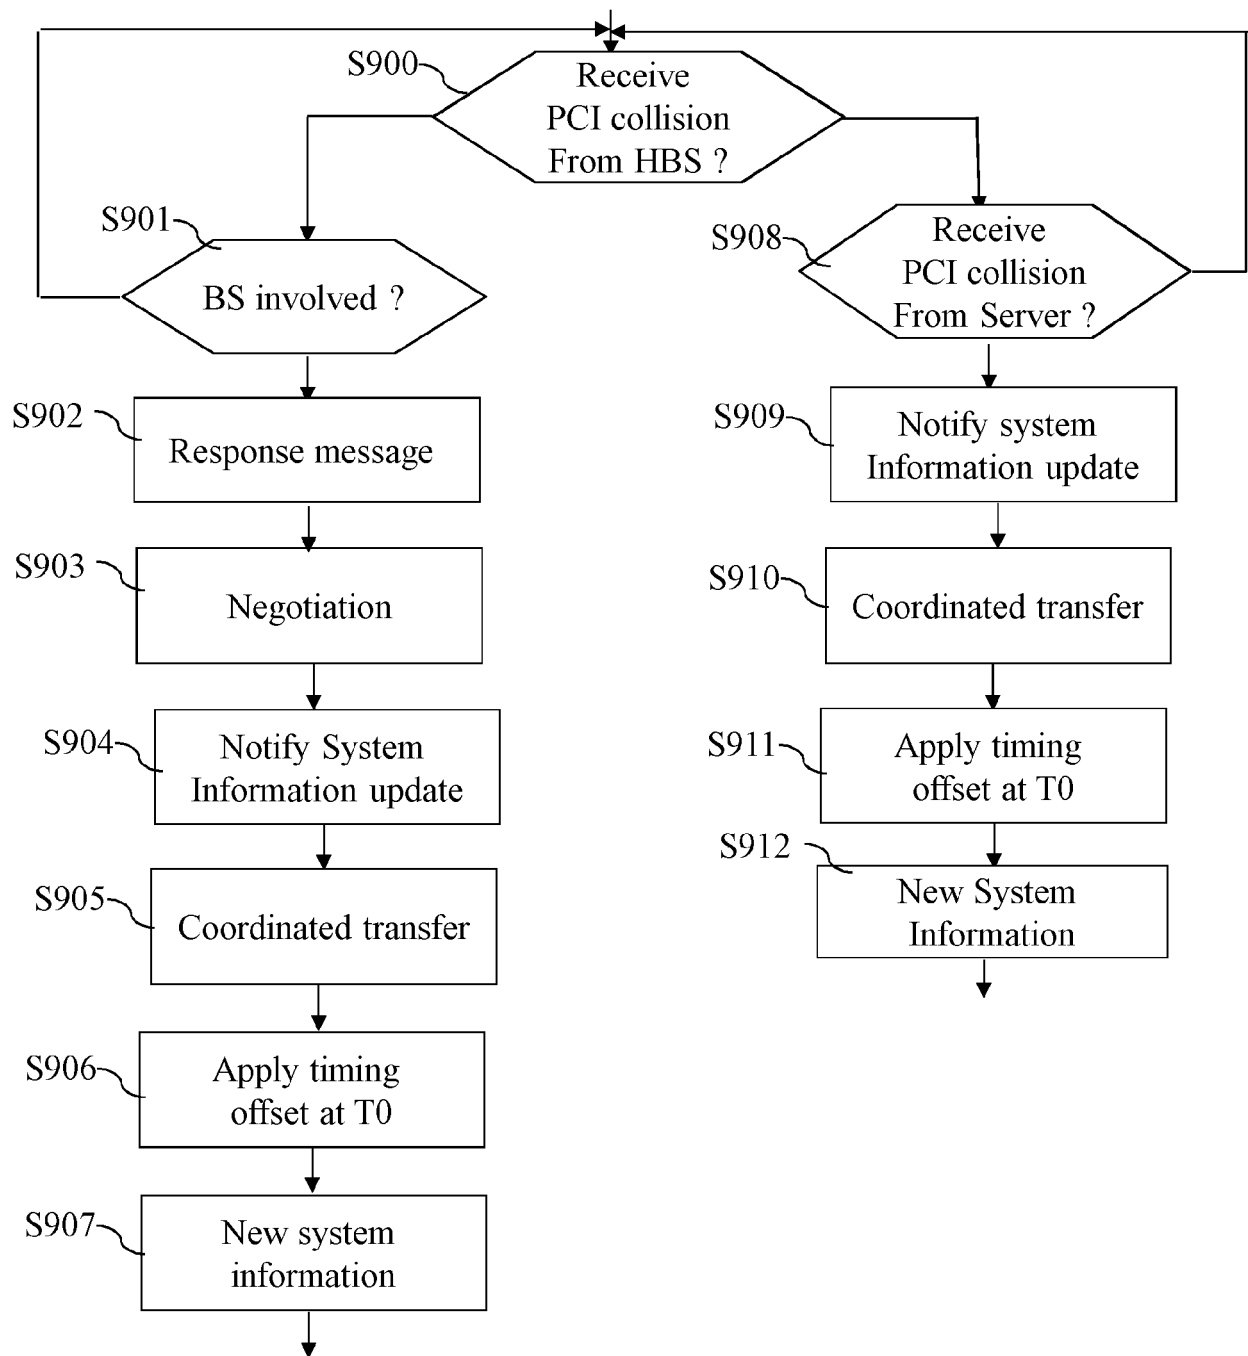 S900
Receive
PCI collision
From HBS ?
S901
BS involved ?
S902
Response message
S903
Negotiation
S904
Notify System
Information update
S905
Coordinated transfer
S906
Apply timing
offset at T0
S907
New system
information
S908
Receive
PCI collision
From Server ?
S909
Notify system
Information update
S910
Coordinated transfer
S911
Apply timing
offset at T0
S912
New System
Information